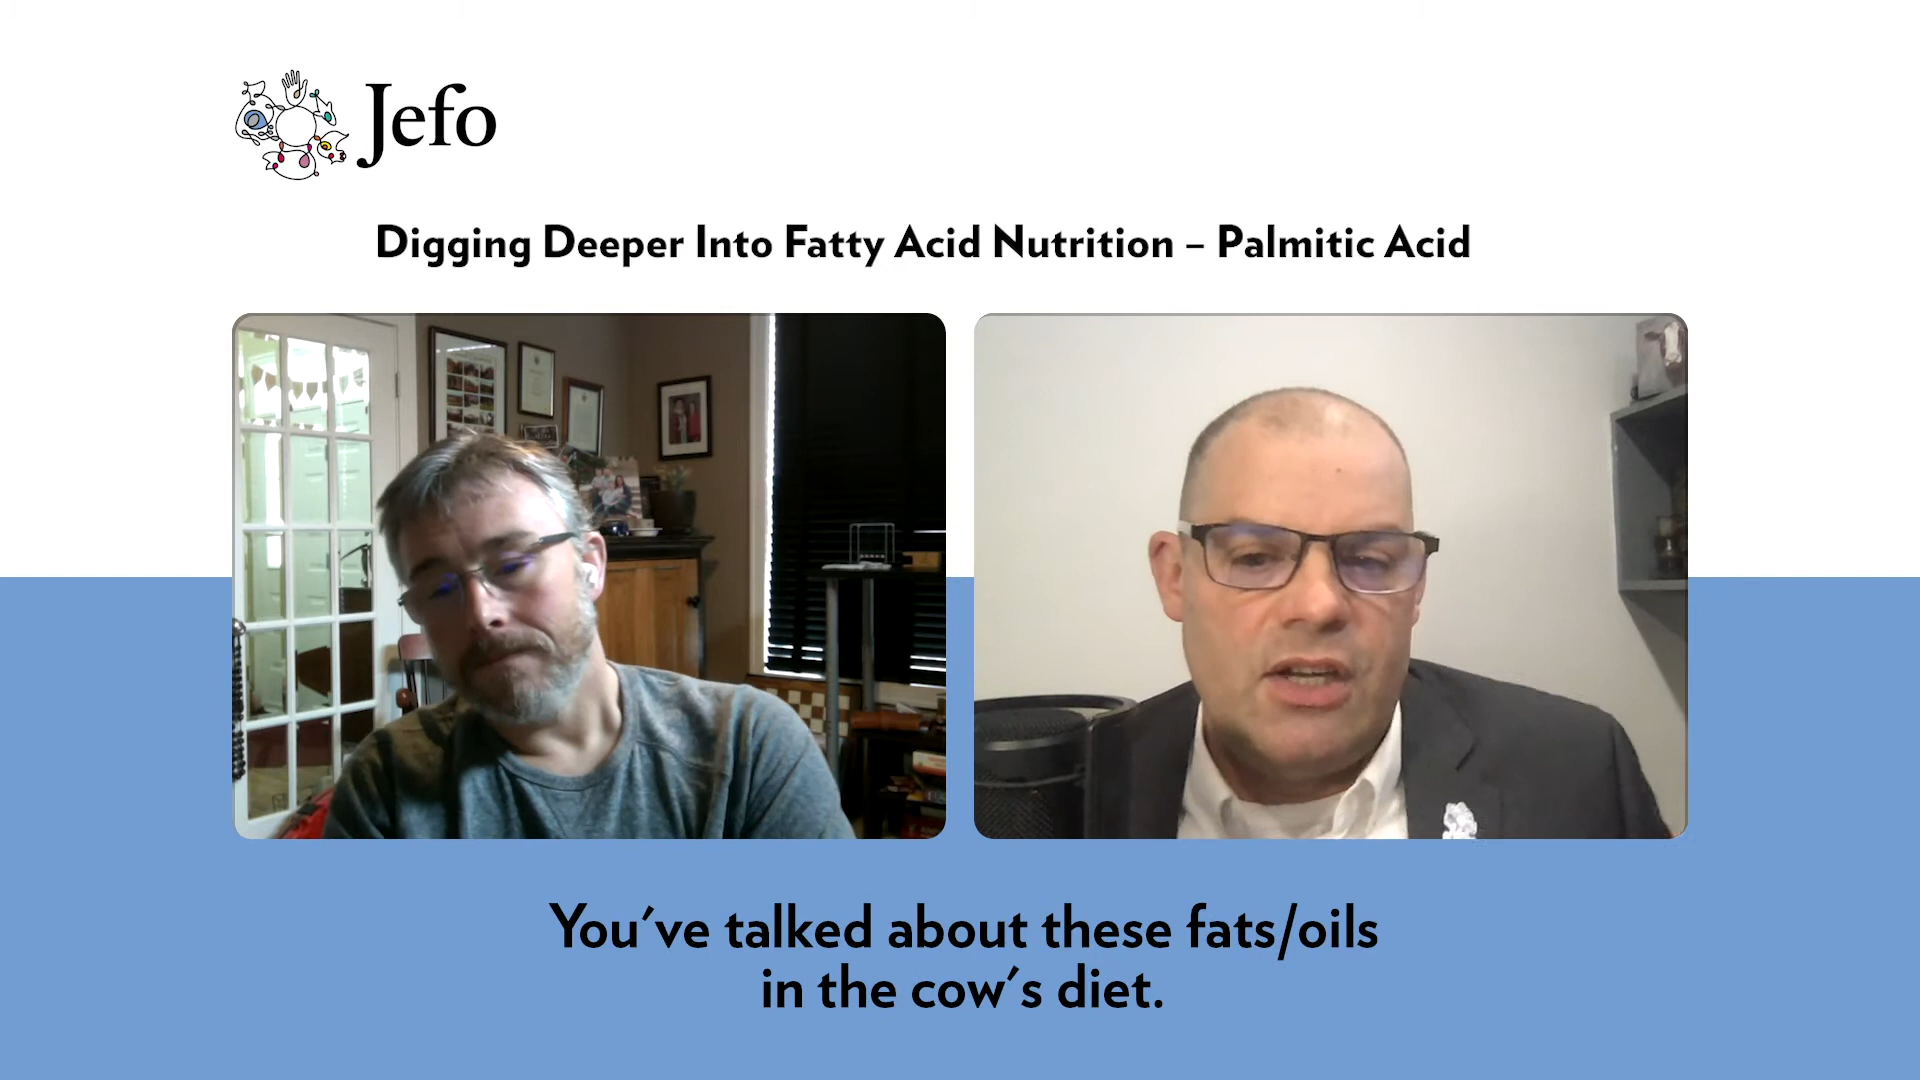 Jefo
Digging Deeper Into Fatty Acid Nutrition – Palmitic Acid
You've talked about these fats/oils
in the cow's diet.